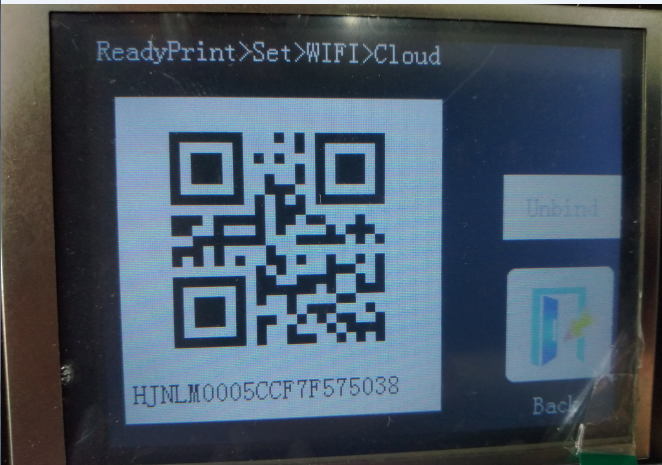 ReadyPrint>Set>WIFI>Cloud
Unbind
HJNLM0005CCF7F575038
Back